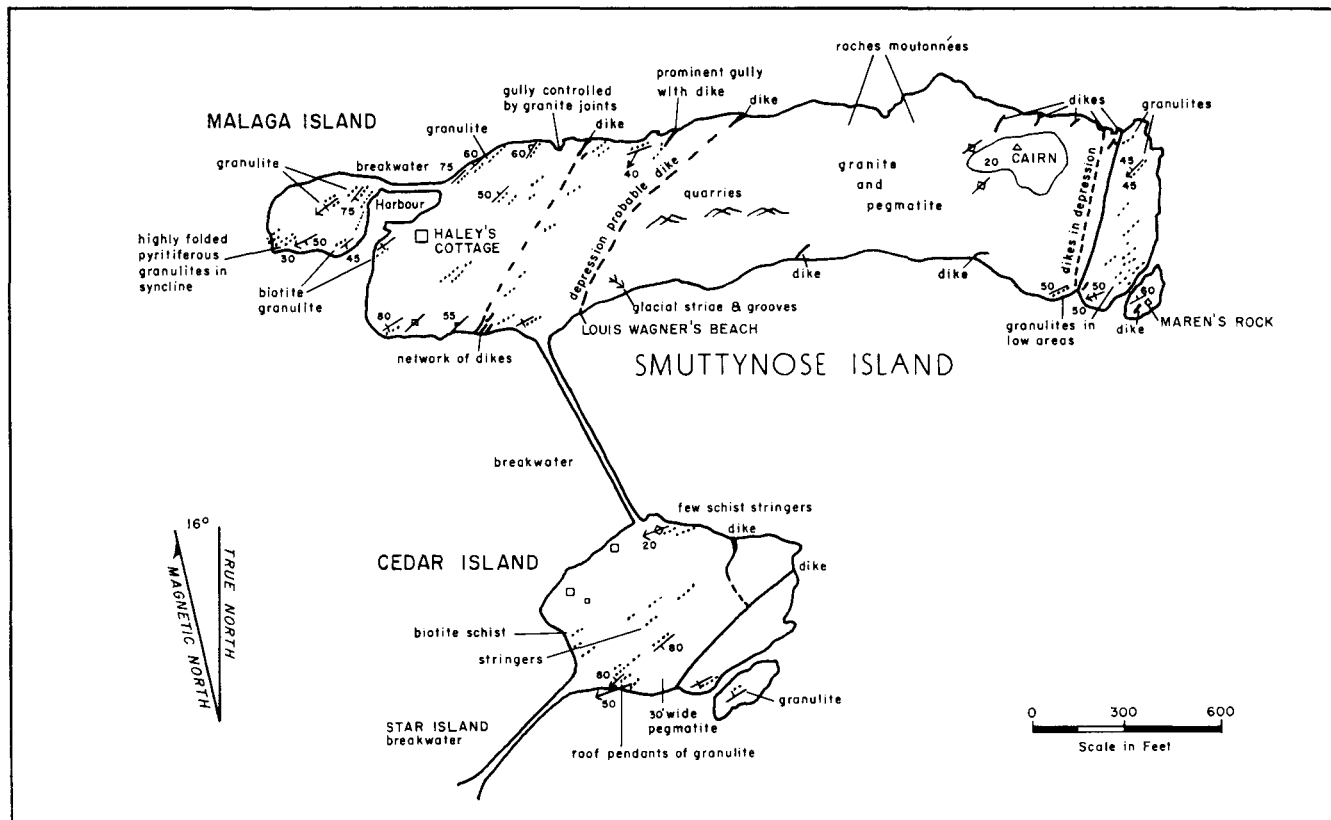 roches moutonnées
prominent gully
with dike
gully controlled
by granite joints
dike
dike
dikes
granulites
MALAGA ISLAND
granulite
breakwater
75
60
60
granulite
75
Harbour
50
40
45
45
20
CAIRN
granite
and
pegmatite
quarries
depression probable dike
dikes in depression
HALEY'S
COTTAGE
highly folded
pyritiferous
granulites in
syncline
50
30
45
biotite
granulite
80
55
network of dikes
glacial striae & grooves
LOUIS WAGNER'S BEACH
dike
dike
50
50
50
60
granulites in
low areas
dike
MAREN'S ROCK
SMUTTYNOSE ISLAND
breakwater
few schist stringers
20
dike
dike
CEDAR ISLAND
biotite schist
stringers
80
80
50
30' wide
pegmatite
granulite
STAR ISLAND
breakwater
roof pendants of granulite
16°
MAGNETIC NORTH
TRUE NORTH
0 300 600
Scale in Feet